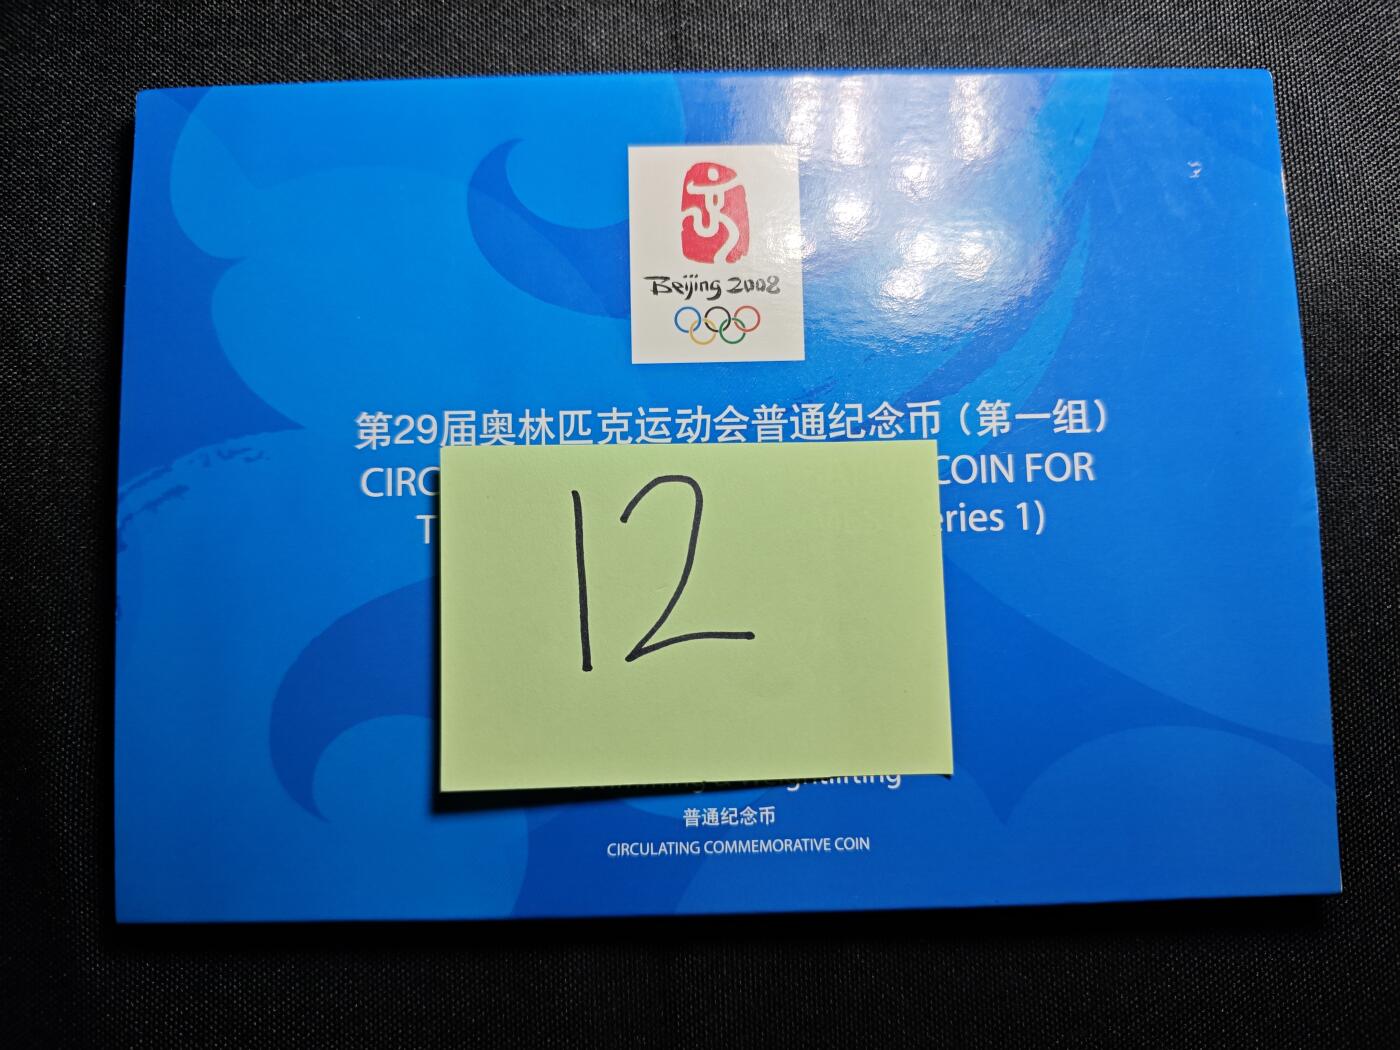 Beijing 2008
第29届奥林匹克运动会普通纪念币（第一组）
CIRC COIN FOR
T eries 1)
12
普通纪念币
CIRCULATING COMMEMORATIVE COIN